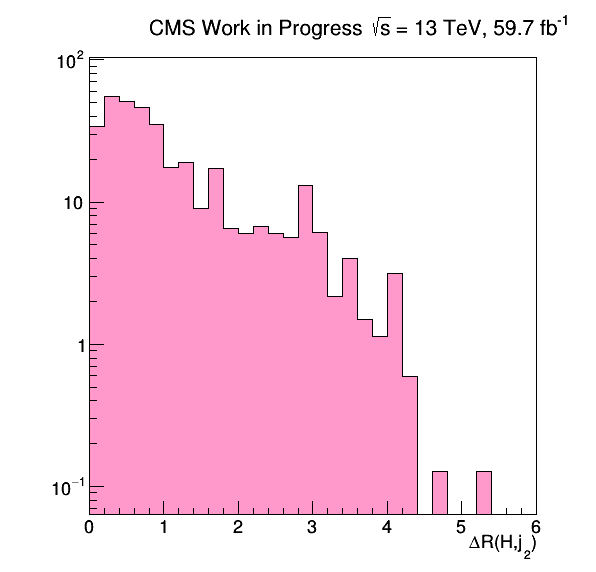 CMS Work in Progress √s = 13 TeV, 59.7 fb⁻¹
10²
10
1
10⁻¹
0 1 2 3 4 5 6
ΔR(H,j₂)